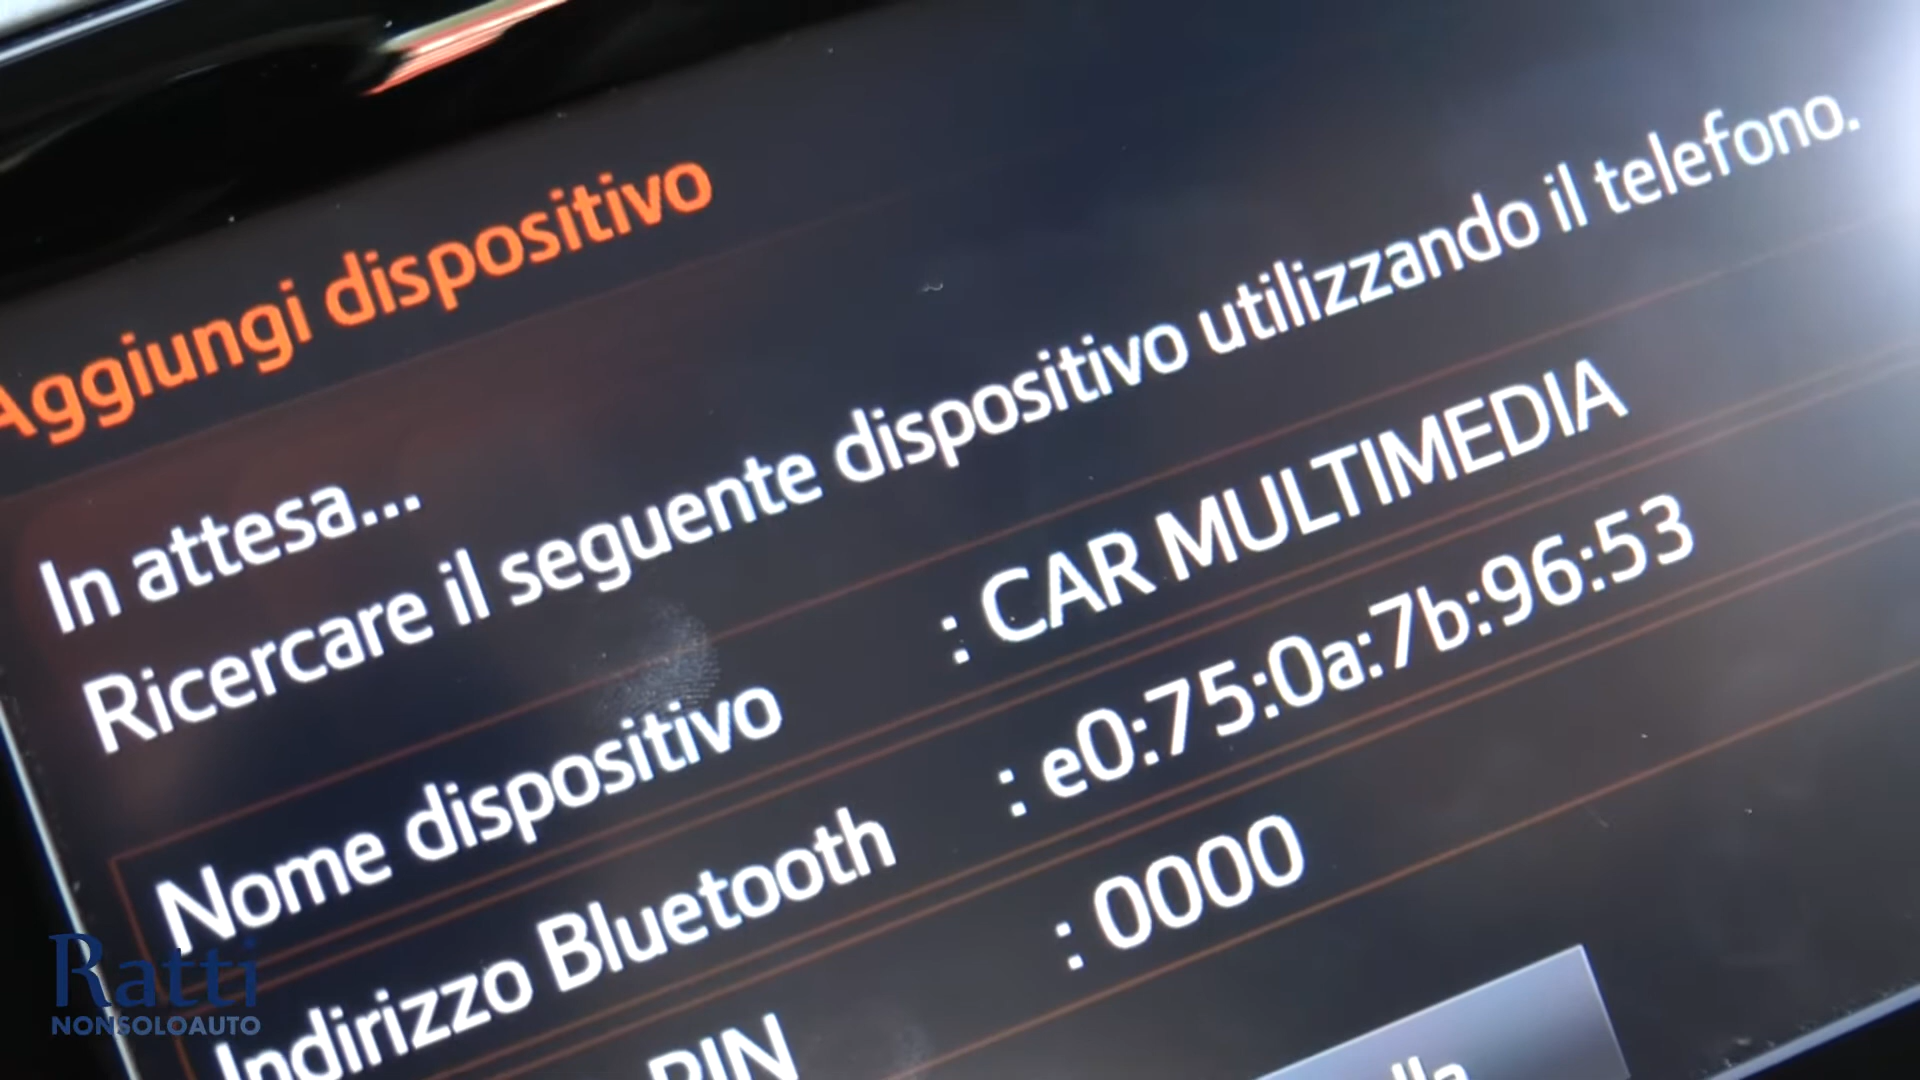 Aggiungi dispositivo
In attesa...
Ricercare il seguente dispositivo utilizzando il telefono.
Nome dispositivo : CAR MULTIMEDIA
Indirizzo Bluetooth : e0:75:0a:7b:96:53
PIN : 0000
Ratti
NONSOLOAUTO